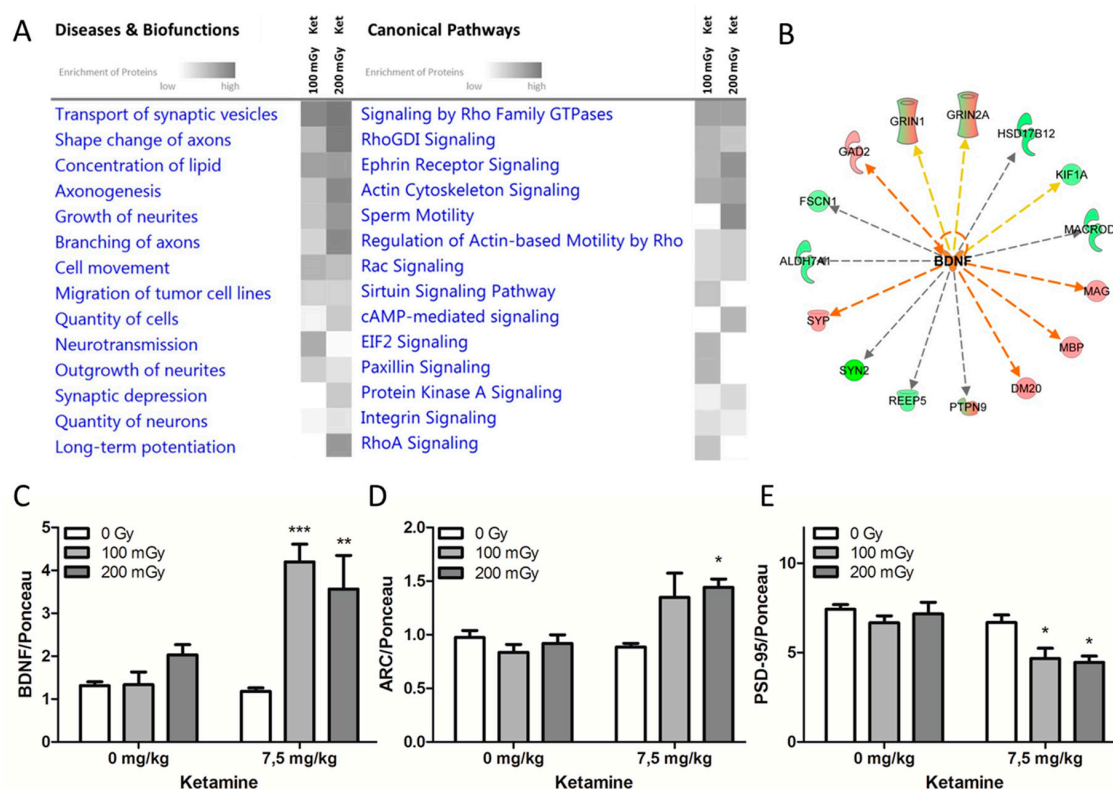 A
Diseases & Biofunctions
100 mGy Ket
200 mGy Ket
Canonical Pathways
100 mGy Ket
200 mGy Ket
Enrichment of Proteins
low high
Enrichment of Proteins
low high
Transport of synaptic vesicles
Shape change of axons
Concentration of lipid
Axonogenesis
Growth of neurites
Branching of axons
Cell movement
Migration of tumor cell lines
Quantity of cells
Neurotransmission
Outgrowth of neurites
Synaptic depression
Quantity of neurons
Long-term potentiation
Signaling by Rho Family GTPases
RhoGDI Signaling
Ephrin Receptor Signaling
Actin Cytoskeleton Signaling
Sperm Motility
Regulation of Actin-based Motility by Rho
Rac Signaling
Sirtuin Signaling Pathway
cAMP-mediated signaling
EIF2 Signaling
Paxillin Signaling
Protein Kinase A Signaling
Integrin Signaling
RhoA Signaling
B
GRIN1
GRIN2A
HSD17B12
GAD2
KIF1A
FSCN1
MACROD
ALDH7A1
BDNF
MAG
SYP
MBP
SYN2
DM20
REEP5
PTPN9
C
BDNF/Ponceau
5
4
3
2
1
0
0 Gy
100 mGy
200 mGy
***
**
0 mg/kg
7,5 mg/kg
Ketamine
D
ARC/Ponceau
2.0
1.5
1.0
0.5
0.0
0 Gy
100 mGy
200 mGy
*
0 mg/kg
7,5 mg/kg
Ketamine
E
PSD-95/Ponceau
10
5
0
0 Gy
100 mGy
200 mGy
*
*
0 mg/kg
7,5 mg/kg
Ketamine